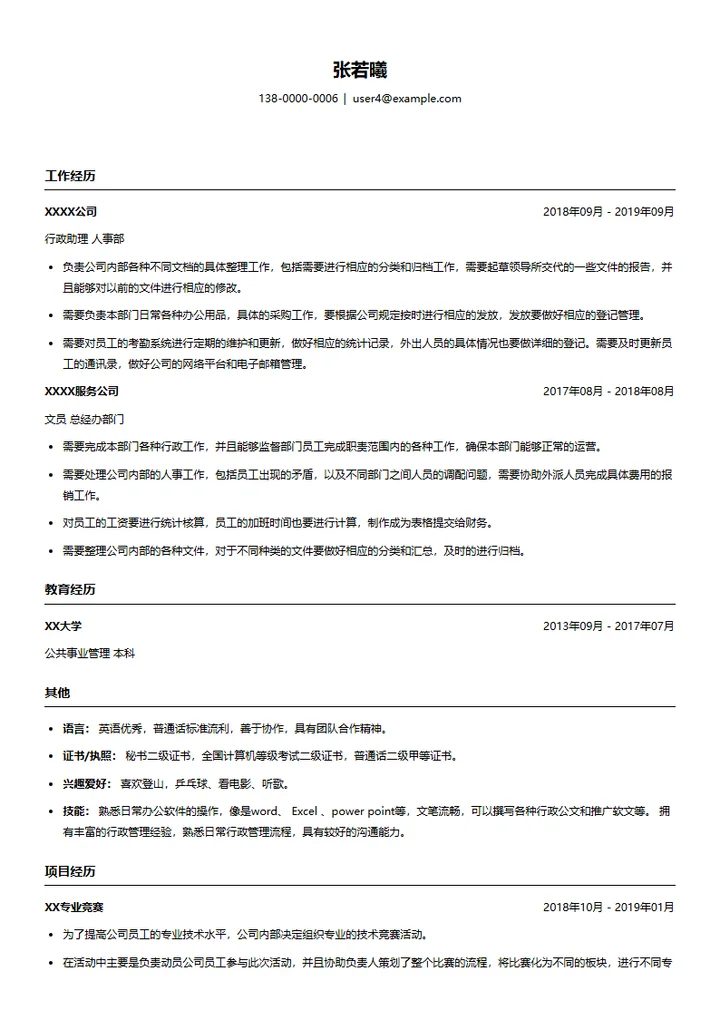 张若曦
138-0000-0006 | user4@example.com
工作经历
XXXX公司 2018年09月 - 2019年09月
行政助理 人事部
• 负责公司内部各种不同文档的具体整理工作，包括需要进行相应的分类和归档工作，需要起草领导所交代的一些文件的报告，并
且能够对以前的文件进行相应的修改。
• 需要负责本部门日常各种办公用品，具体的采购工作，要根据公司规定按时进行相应的发放，发放要做好相应的登记管理。
• 需要对员工的考勤系统进行定期的维护和更新，做好相应的统计记录，外出人员的具体情况也要做详细的登记。需要及时更新员
工的通讯录，做好公司的网络平台和电子邮箱管理。
XXXX服务公司 2017年08月 - 2018年08月
文员 总经办部门
• 需要完成本部门各种行政工作，并且能够监督部门员工完成职责范围内的各种工作，确保本部门能够正常的运营。
• 需要处理公司内部的人事工作，包括员工出现的矛盾，以及不同部门之间人员的调配问题，需要协助外派人员完成具体费用的报
销工作。
• 对员工的工资要进行统计核算，员工的加班时间也要进行计算，制作成为表格提交给财务。
• 需要整理公司内部的各种文件，对于不同种类的文件要做好相应的分类和汇总，及时的进行归档。
教育经历
XX大学 2013年09月 - 2017年07月
公共事业管理 本科
其他
• 语言： 英语优秀，普通话标准流利，善于协作，具有团队合作精神。
• 证书/执照： 秘书二级证书，全国计算机等级考试二级证书，普通话二级甲等证书。
• 兴趣爱好： 喜欢登山，乒乓球、看电影、听歌。
• 技能： 熟悉日常办公软件的操作，像是word、 Excel 、power point等，文笔流畅，可以撰写各种行政公文和推广软文等。 拥
有丰富的行政管理经验，熟悉日常行政管理流程，具有较好的沟通能力。
项目经历
XX专业竞赛 2018年10月 - 2019年01月
• 为了提高公司员工的专业技术水平，公司内部决定组织专业的技术竞赛活动。
• 在活动中主要是负责动员公司员工参与此次活动，并且协助负责人策划了整个比赛的流程，将比赛化为不同的板块，进行不同专